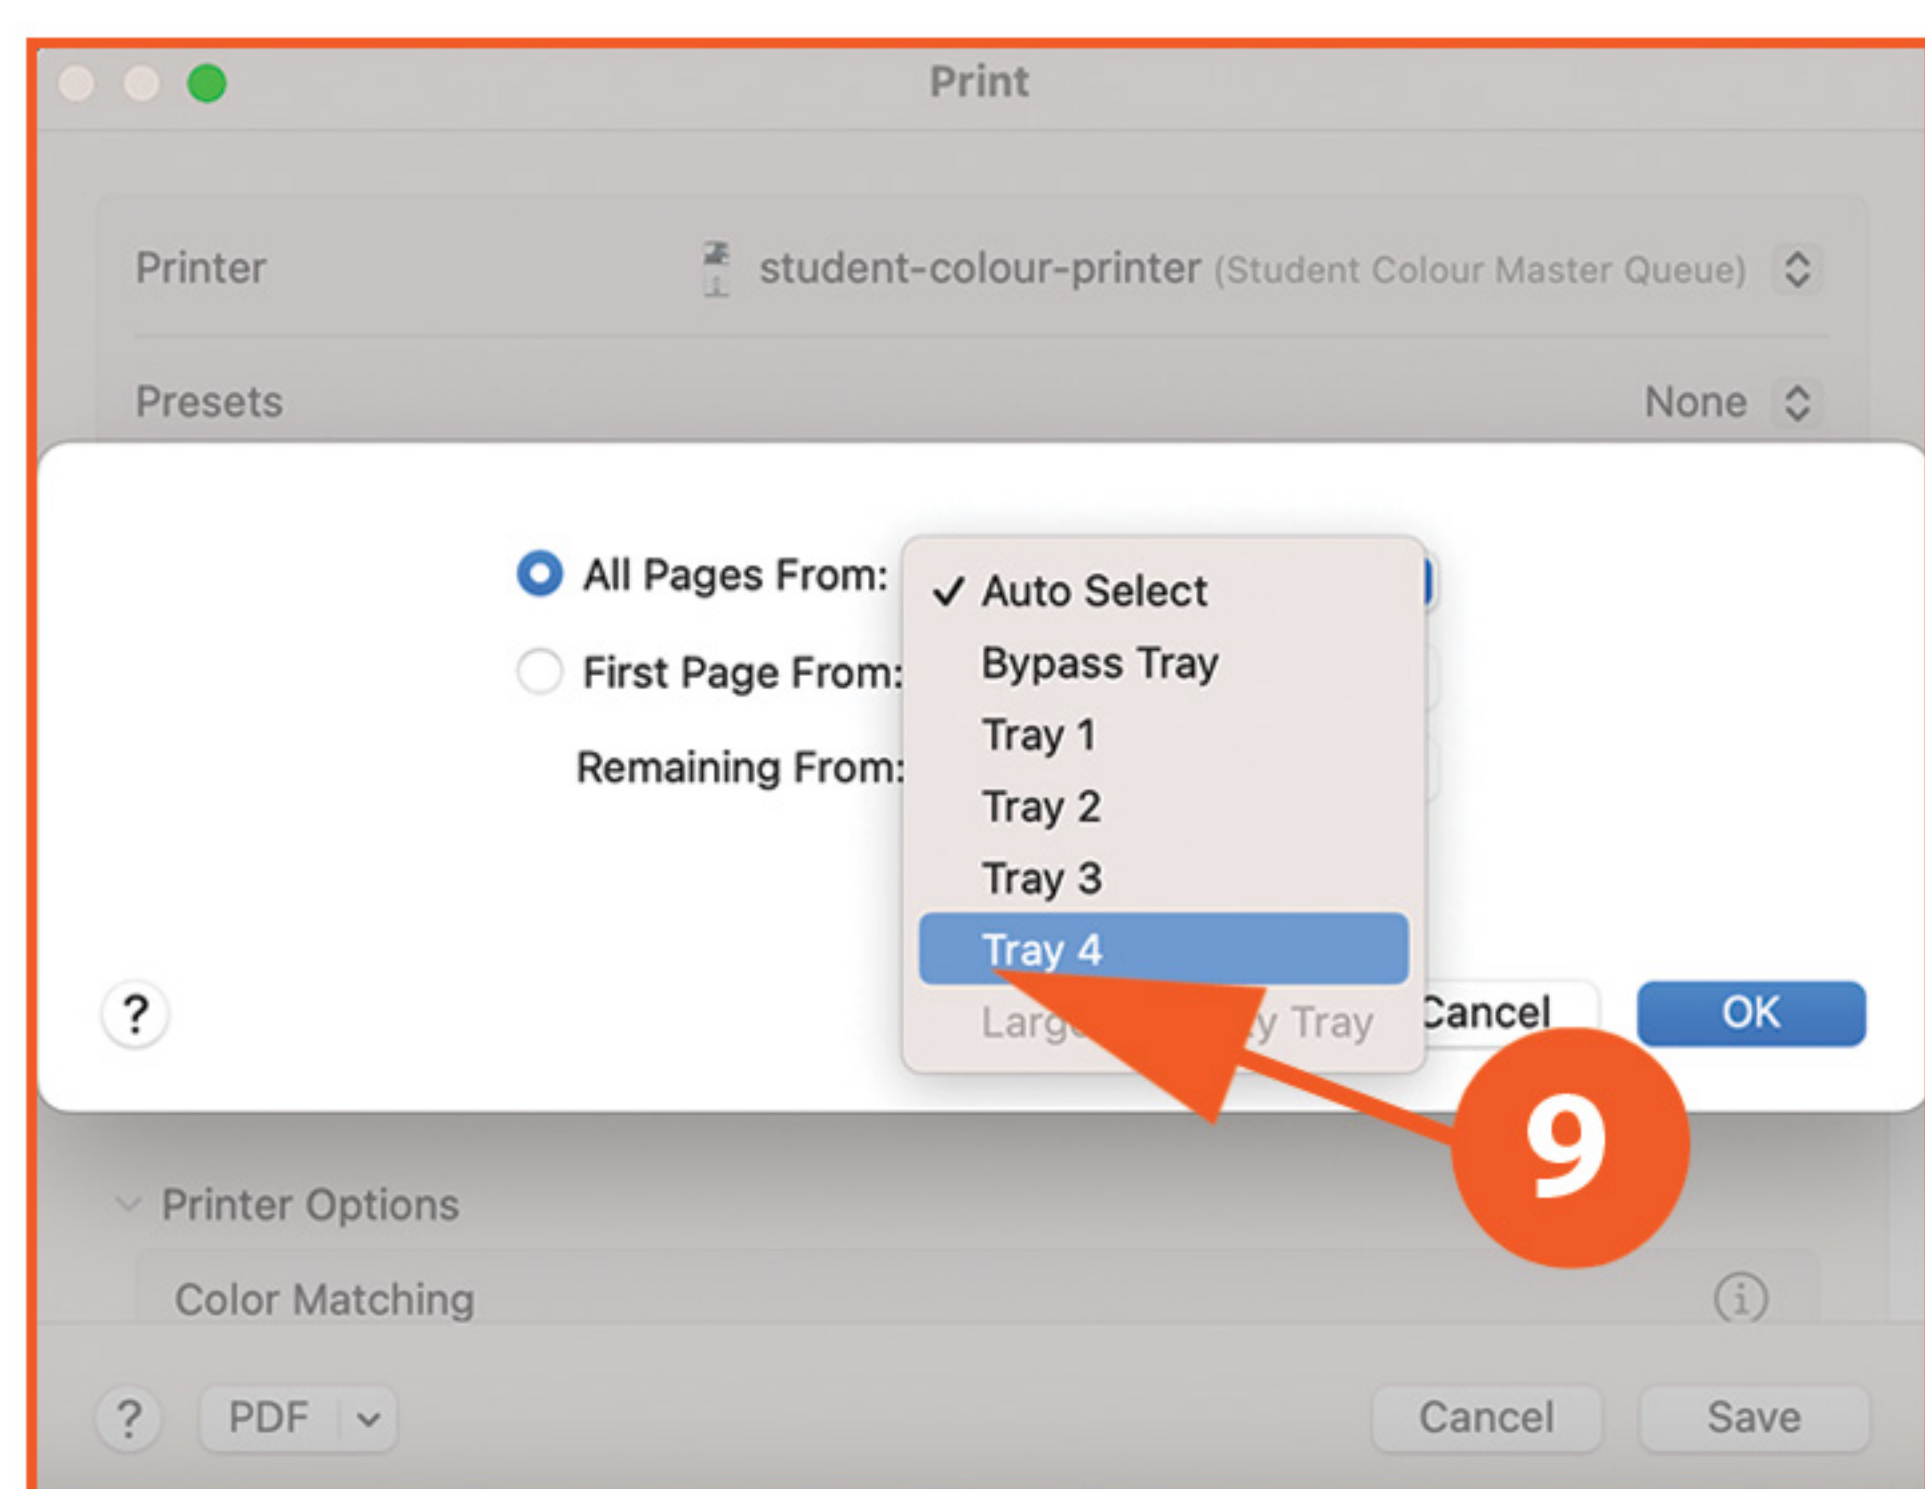 Print
Printer student-colour-printer (Student Colour Master Queue)
Presets None
All Pages From:
First Page From:
Remaining From:
✓ Auto Select
Bypass Tray
Tray 1
Tray 2
Tray 3
Tray 4
Tray
? Cancel OK
9
Printer Options
Color Matching i
? PDF Cancel Save